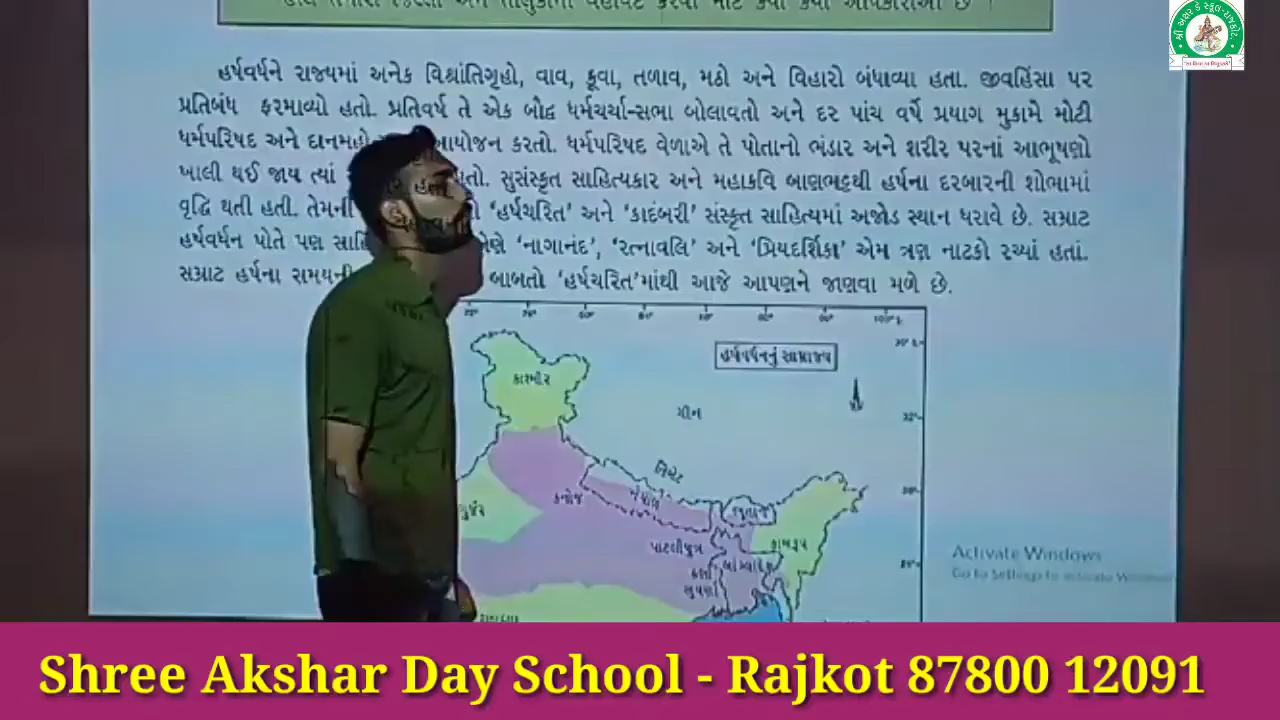 હર્ષવર્ધને રાજ્યમાં અનેક વિશ્રાંતિગૃહો, વાવ, કૂવા, તળાવ, મઠો અને વિહારો બંધાવ્યા હતા. જીવહિંસા પર
પ્રતિબંધ ફરમાવ્યો હતો. પ્રતિવર્ષ તે એક બૌદ્ધ ધર્મચર્ચા-સભા બોલાવતો અને દર પાંચ વર્ષે પ્રયાગ મુકામે મોટી
ધર્મપરિષદ અને દાનમહો આયોજન કરતો. ધર્મપરિષદ વેળાએ તે પોતાનો ભંડાર અને શરીર પરનાં આભૂષણો
ખાલી થઈ જાય ત્યાં સુસંસ્કૃત સાહિત્યકાર અને મહાકવિ બાણભટ્ટથી હર્ષના દરબારની શોભામાં
વૃદ્ધિ થતી હતી. તેમની 'હર્ષચરિત' અને 'કાદંબરી' સંસ્કૃત સાહિત્યમાં અજોડ સ્થાન ધરાવે છે. સમ્રાટ
હર્ષવર્ધન પોતે પણ 'નાગાનંદ', 'રત્નાવલિ' અને 'પ્રિયદર્શિકા' એમ ત્રણ નાટકો રચ્યાં હતાં.
સમ્રાટ હર્ષના સમયની બાબતો 'હર્ષચરિત'માંથી આજે આપણને જાણવા મળે છે.
હર્ષવર્ધનનું સામ્રાજ્ય
કાશ્મીર
ચીન
તિબેટ
નેપાળ
કનોજ
ભુતાન
ગુર્જર
પાટલીપુત્ર
કામરૂપ
બાંગ્લાદેશ
કર્ણ
સુવર્ણ
Activate Windows
Go to Settings to activate Windows
Shree Akshar Day School - Rajkot 87800 12091